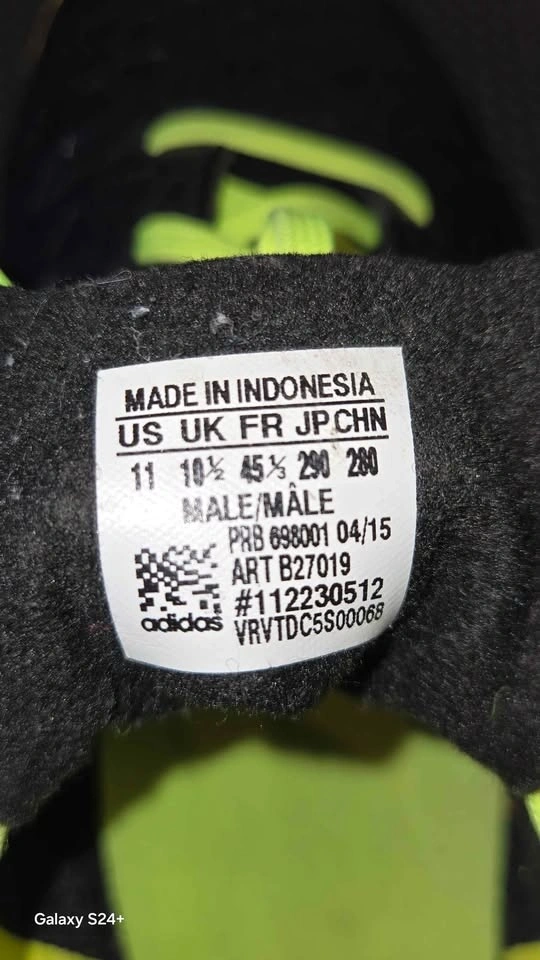 MADE IN INDONESIA
US UK FR JP CHN
11 10½ 45⅓ 290 280
MALE/MÂLE
PRB 698001 04/15
ART B27019
#112230512
VRVTDC5S00068
adidas
Galaxy S24+